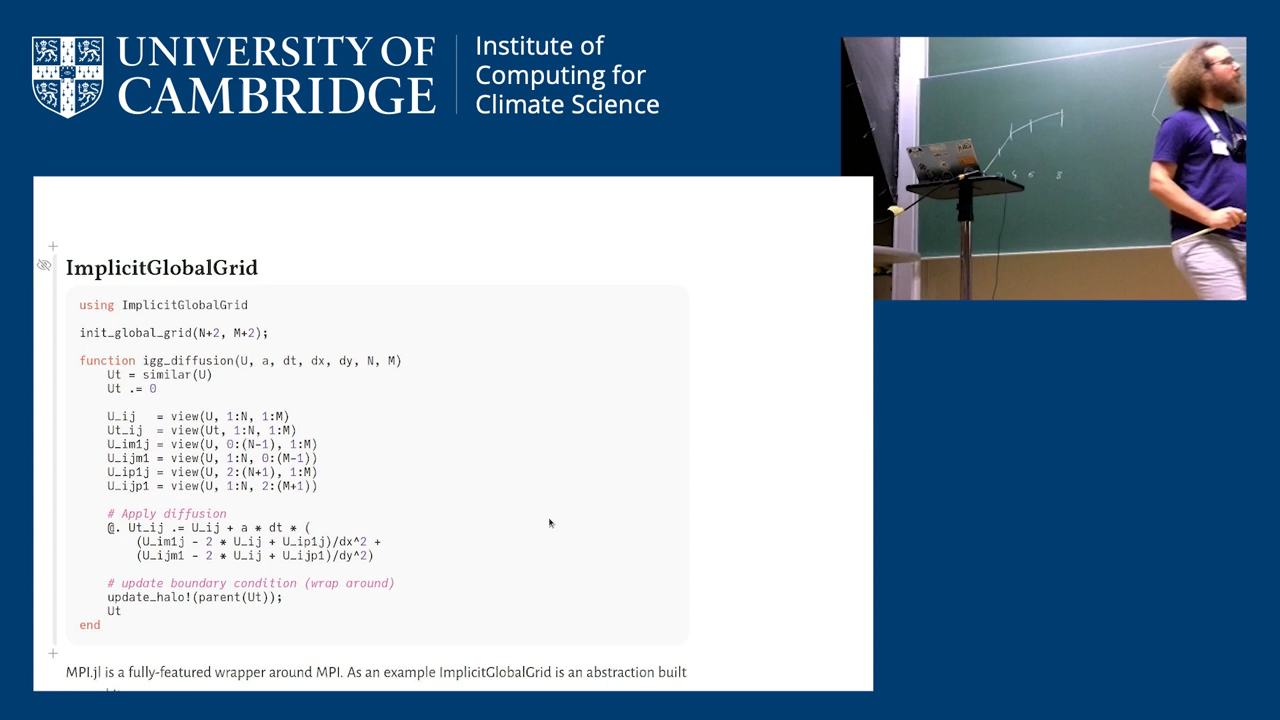 UNIVERSITY OF
CAMBRIDGE
Institute of
Computing for
Climate Science
ImplicitGlobalGrid
using ImplicitGlobalGrid
init_global_grid(N+2, M+2);
function igg_diffusion(U, a, dt, dx, dy, N, M)
Ut = similar(U)
Ut .= 0
U_ij = view(U, 1:N, 1:M)
Ut_ij = view(Ut, 1:N, 1:M)
U_im1j = view(U, 0:(N-1), 1:M)
U_ijm1 = view(U, 1:N, 0:(M-1))
U_ip1j = view(U, 2:(N+1), 1:M)
U_ijp1 = view(U, 1:N, 2:(M+1))
# Apply diffusion
@. Ut_ij .= U_ij + a * dt * (
(U_im1j - 2 * U_ij + U_ip1j)/dx^2 +
(U_ijm1 - 2 * U_ij + U_ijp1)/dy^2)
# update boundary condition (wrap around)
update_halo!(parent(Ut));
Ut
end
MPI.jl is a fully-featured wrapper around MPI. As an example ImplicitGlobalGrid is an abstraction built